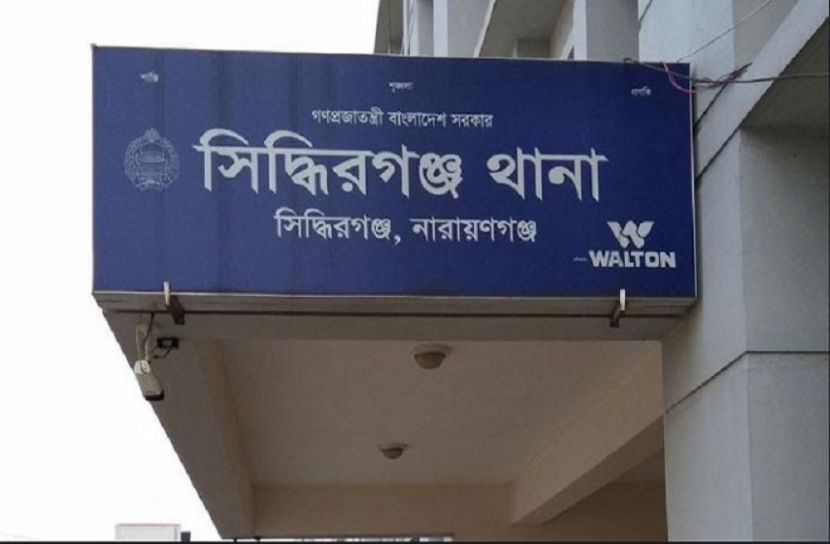 শান্তি শৃঙ্খলা প্রগতি
গণপ্রজাতন্ত্রী বাংলাদেশ সরকার
সিদ্ধিরগঞ্জ থানা
সিদ্ধিরগঞ্জ, নারায়ণগঞ্জ
WALTON